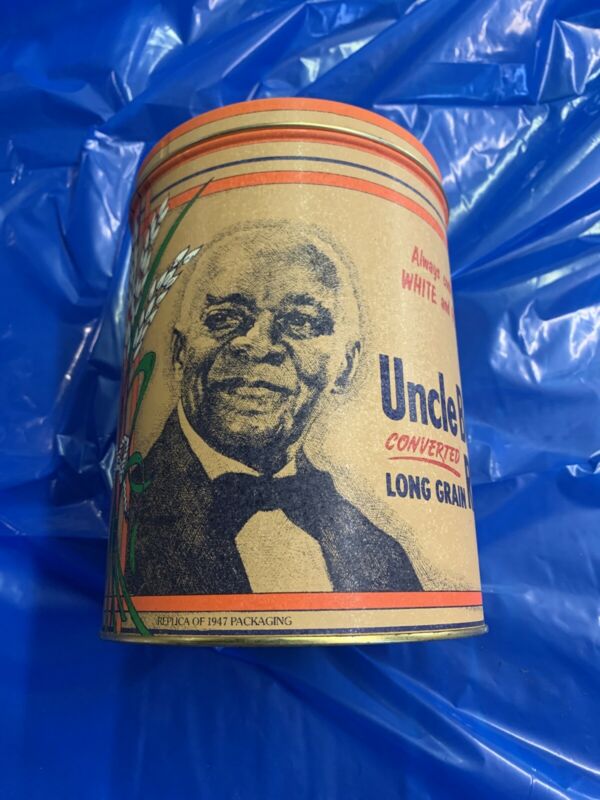 Always
WHITE and
Uncle
CONVERTED
LONG GRAIN
REPLICA OF 1947 PACKAGING